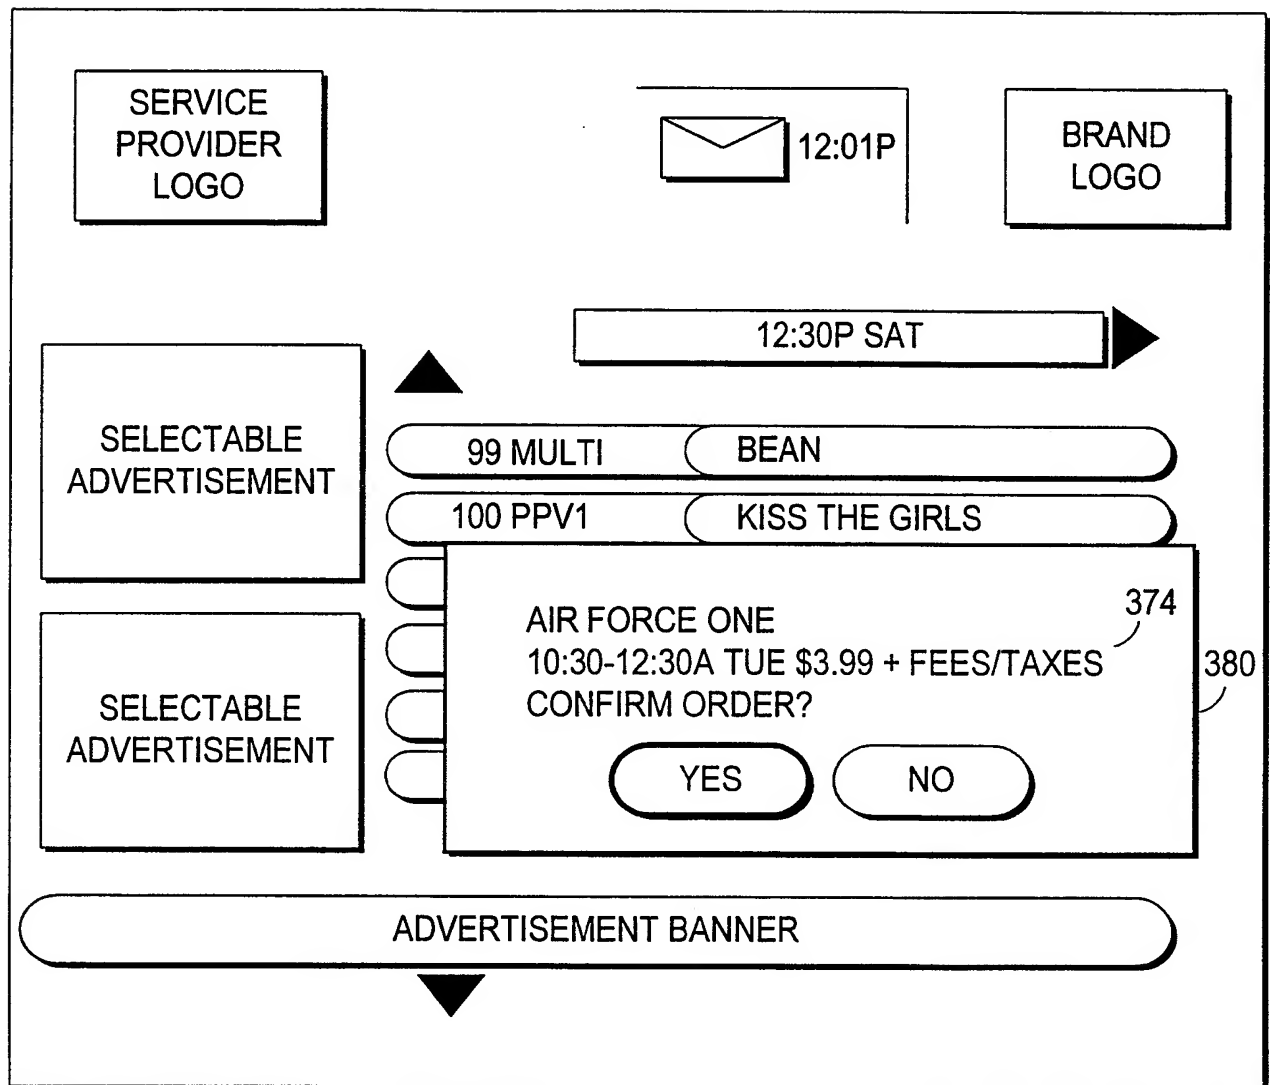 SERVICE
PROVIDER
LOGO
12:01P
BRAND
LOGO
12:30P SAT
SELECTABLE
ADVERTISEMENT
99 MULTI BEAN
100 PPV1 KISS THE GIRLS
374
AIR FORCE ONE
10:30-12:30A TUE $3.99 + FEES/TAXES
380
CONFIRM ORDER?
SELECTABLE
ADVERTISEMENT
YES NO
ADVERTISEMENT BANNER